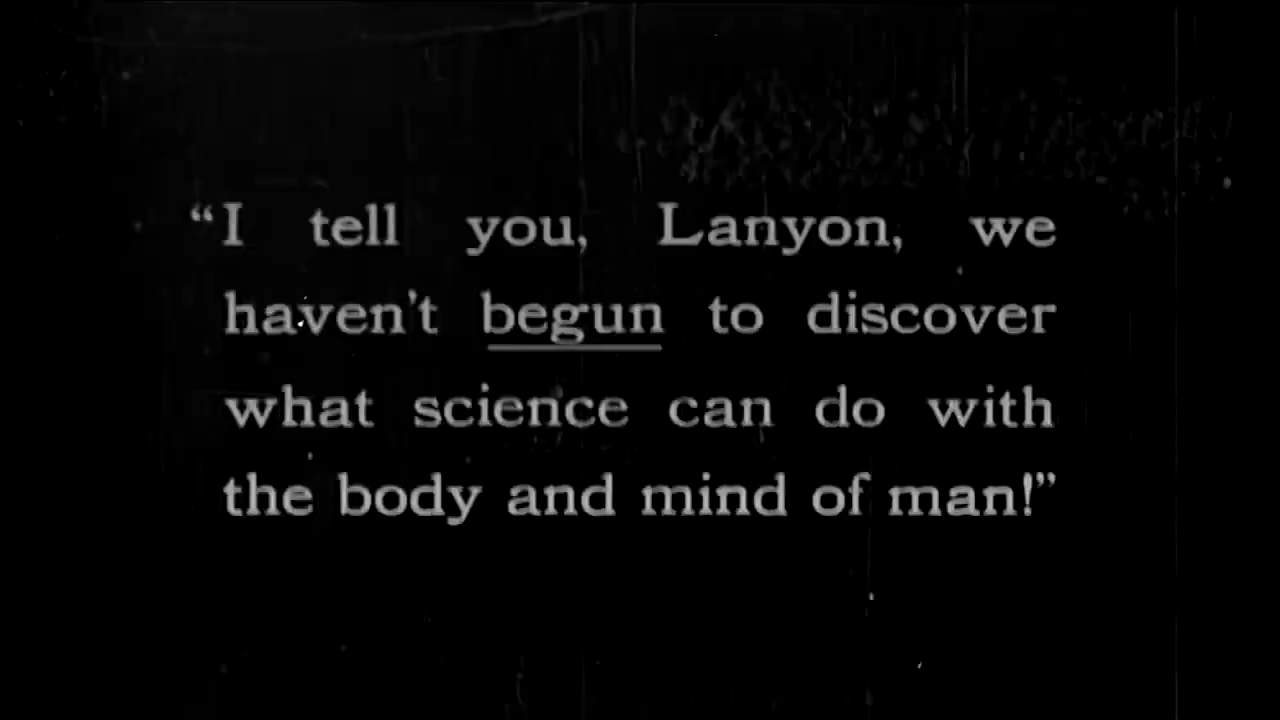 “I tell you, Lanyon, we
haven't begun to discover
what science can do with
the body and mind of man!”